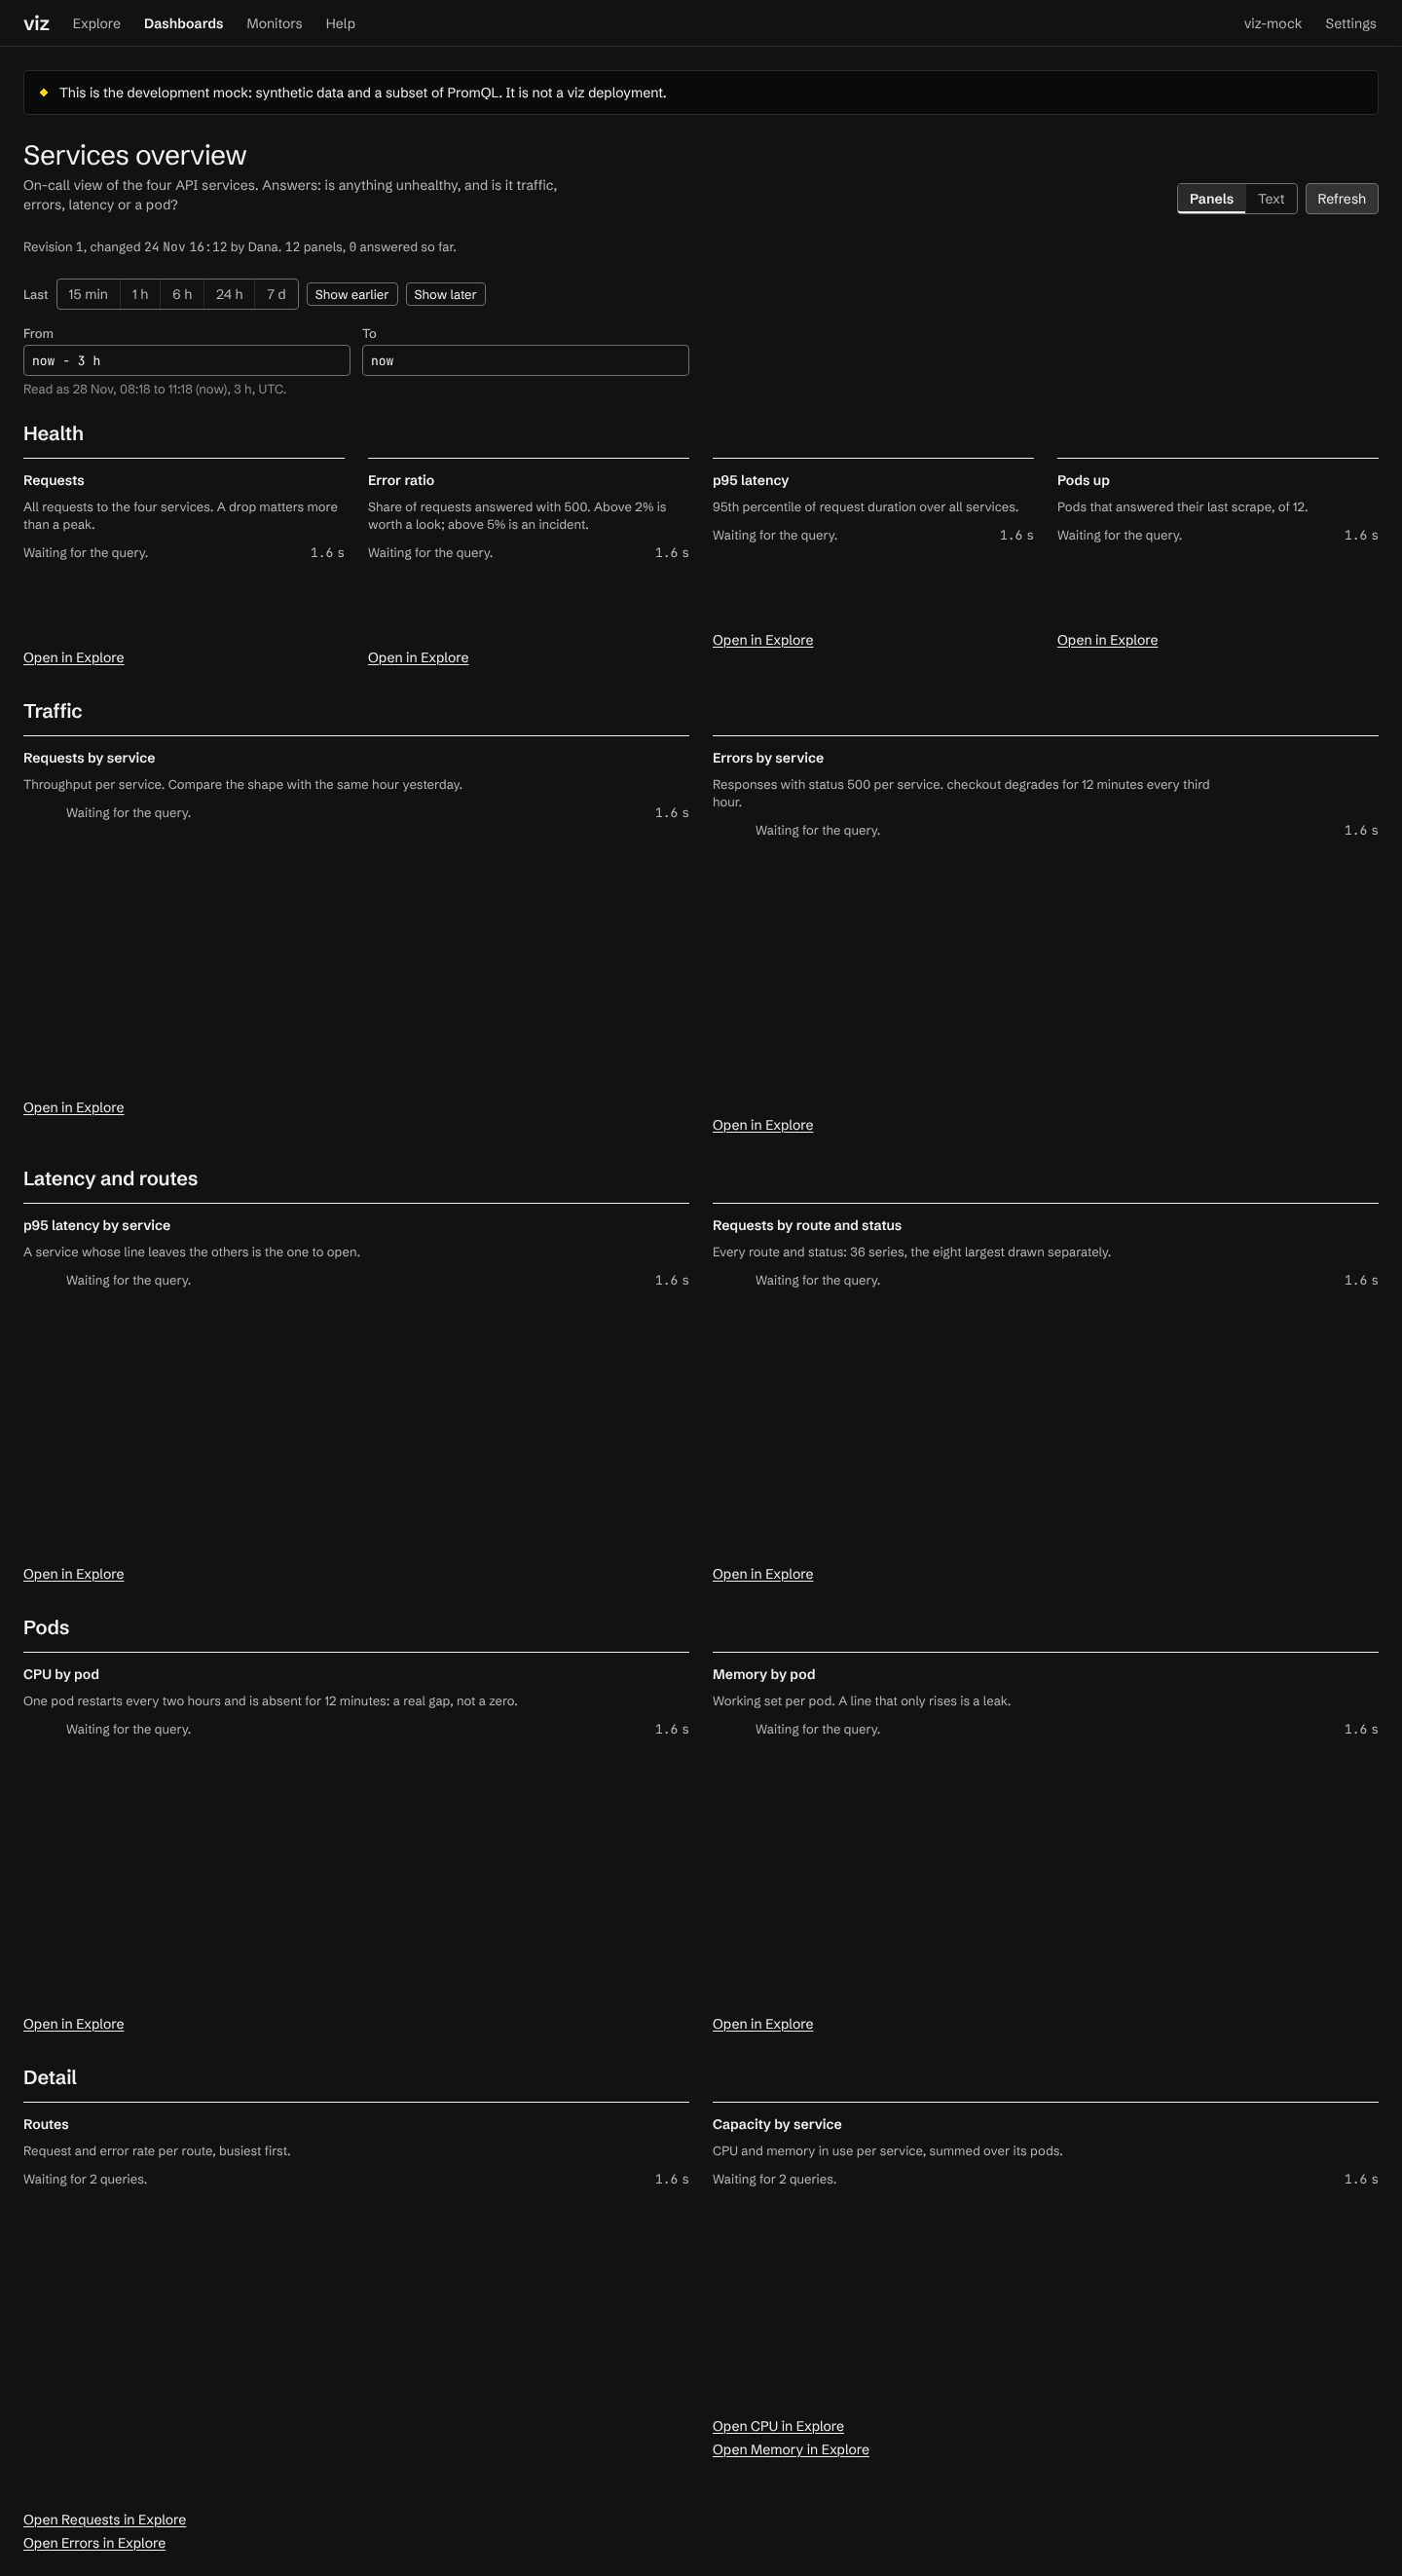 viz Explore Dashboards Monitors Help viz-mock Settings
This is the development mock: synthetic data and a subset of PromQL. It is not a viz deployment.
Services overview
On-call view of the four API services. Answers: is anything unhealthy, and is it traffic,
errors, latency or a pod?
Panels Text Refresh
Revision 1, changed 24 Nov 16:12 by Dana. 12 panels, 0 answered so far.
Last 15 min 1 h 6 h 24 h 7 d Show earlier Show later
From
now - 3 h
To
now
Read as 28 Nov, 08:18 to 11:18 (now), 3 h, UTC.
Health
Requests
All requests to the four services. A drop matters more
than a peak.
Waiting for the query. 1.6 s
Open in Explore
Error ratio
Share of requests answered with 500. Above 2% is
worth a look; above 5% is an incident.
Waiting for the query. 1.6 s
Open in Explore
p95 latency
95th percentile of request duration over all services.
Waiting for the query. 1.6 s
Open in Explore
Pods up
Pods that answered their last scrape, of 12.
Waiting for the query. 1.6 s
Open in Explore
Traffic
Requests by service
Throughput per service. Compare the shape with the same hour yesterday.
Waiting for the query. 1.6 s
Open in Explore
Errors by service
Responses with status 500 per service. checkout degrades for 12 minutes every third
hour.
Waiting for the query. 1.6 s
Open in Explore
Latency and routes
p95 latency by service
A service whose line leaves the others is the one to open.
Waiting for the query. 1.6 s
Open in Explore
Requests by route and status
Every route and status: 36 series, the eight largest drawn separately.
Waiting for the query. 1.6 s
Open in Explore
Pods
CPU by pod
One pod restarts every two hours and is absent for 12 minutes: a real gap, not a zero.
Waiting for the query. 1.6 s
Open in Explore
Memory by pod
Working set per pod. A line that only rises is a leak.
Waiting for the query. 1.6 s
Open in Explore
Detail
Routes
Request and error rate per route, busiest first.
Waiting for 2 queries. 1.6 s
Open Requests in Explore
Open Errors in Explore
Capacity by service
CPU and memory in use per service, summed over its pods.
Waiting for 2 queries. 1.6 s
Open CPU in Explore
Open Memory in Explore